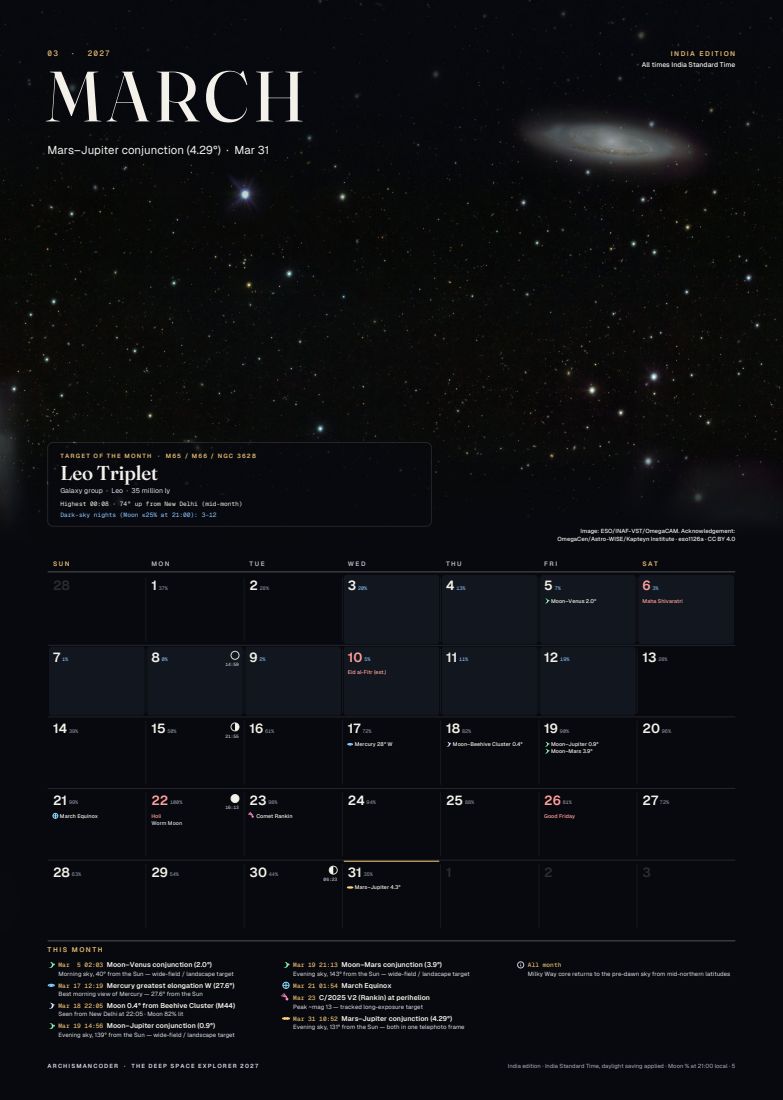 03 · 2027
INDIA EDITION
All times India Standard Time
MARCH
Mars–Jupiter conjunction (4.29°) · Mar 31
TARGET OF THE MONTH · M65 / M66 / NGC 3628
Leo Triplet
Galaxy group · Leo · 35 million ly
Highest 00:08 · 74° up from New Delhi (mid-month)
Dark-sky nights (Moon ≤25% at 21:00): 3–12
Image: ESO/INAF-VST/OmegaCAM. Acknowledgement:
OmegaCen/Astro-WISE/Kapteyn Institute · eso1126a · CC BY 4.0
SUN MON TUE WED THU FRI SAT
28 1 37% 2 28% 3 20% 4 13% 5 7% 6 3%
Moon–Venus 2.0° Maha Shivaratri
7 1% 8 0% 9 2% 10 5% 11 11% 12 19% 13 28%
14:59
Eid al-Fitr (est.)
14 39% 15 50% 16 61% 17 72% 18 82% 19 90% 20 96%
21:55
Mercury 28° W Moon–Beehive Cluster 0.4° Moon–Jupiter 0.9°
Moon–Mars 3.9°
21 99% 22 100% 23 98% 24 94% 25 88% 26 81% 27 72%
16:13
March Equinox Holi Comet Rankin Good Friday
Worm Moon
28 63% 29 54% 30 44% 31 35% 1 2 3
06:23
Mars–Jupiter 4.3°
THIS MONTH
Mar 5 02:03 Moon–Venus conjunction (2.0°)
Morning sky, 40° from the Sun — wide-field / landscape target
Mar 17 12:19 Mercury greatest elongation W (27.6°)
Best morning view of Mercury — 27.6° from the Sun
Mar 18 22:05 Moon 0.4° from Beehive Cluster (M44)
Seen from New Delhi at 22:05 · Moon 82% lit
Mar 19 14:56 Moon–Jupiter conjunction (0.9°)
Evening sky, 139° from the Sun — wide-field / landscape target
Mar 19 21:13 Moon–Mars conjunction (3.9°)
Evening sky, 143° from the Sun — wide-field / landscape target
Mar 21 01:54 March Equinox
Mar 23 C/2025 V2 (Rankin) at perihelion
Peak ~mag 13 — tracked long-exposure target
Mar 31 10:52 Mars–Jupiter conjunction (4.29°)
Evening sky, 131° from the Sun — both in one telephoto frame
All month
Milky Way core returns to the pre-dawn sky from mid-northern latitudes
ARCHISMANCODER · THE DEEP SPACE EXPLORER 2027
India edition · India Standard Time, daylight saving applied · Moon % at 21:00 local · 5